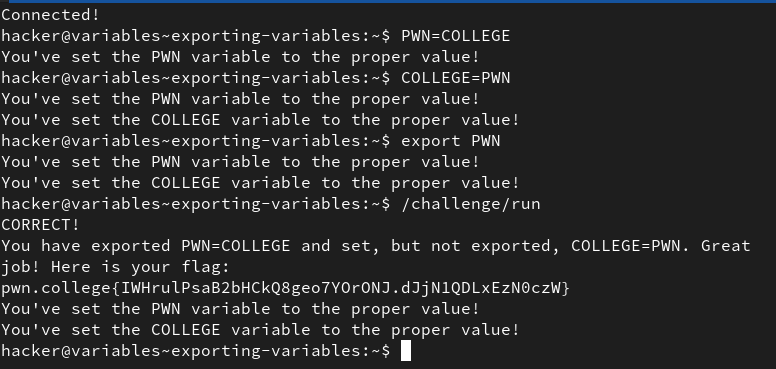 Connected!
hacker@variables~exporting-variables:~$ PWN=COLLEGE
You've set the PWN variable to the proper value!
hacker@variables~exporting-variables:~$ COLLEGE=PWN
You've set the PWN variable to the proper value!
You've set the COLLEGE variable to the proper value!
hacker@variables~exporting-variables:~$ export PWN
You've set the PWN variable to the proper value!
You've set the COLLEGE variable to the proper value!
hacker@variables~exporting-variables:~$ /challenge/run
CORRECT!
You have exported PWN=COLLEGE and set, but not exported, COLLEGE=PWN. Great
job! Here is your flag:
pwn.college{IWHrulPsaB2bHCkQ8geo7YOrONJ.dJjN1QDLxEzN0czW}
You've set the PWN variable to the proper value!
You've set the COLLEGE variable to the proper value!
hacker@variables~exporting-variables:~$